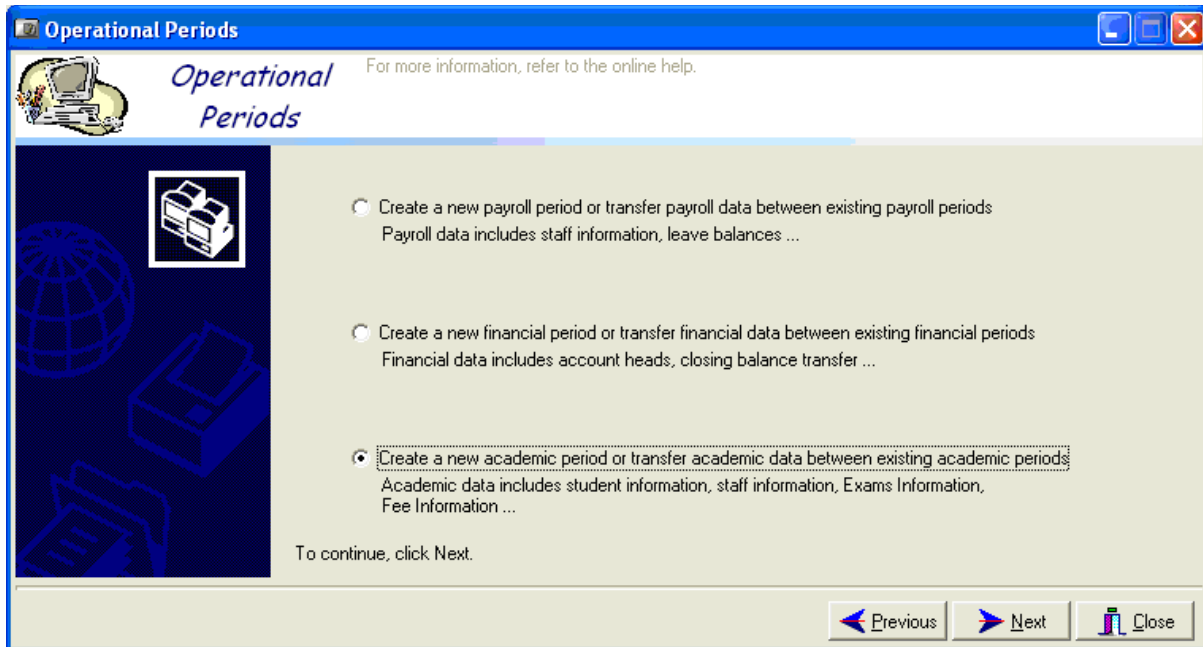 Operational Periods
Operational
Periods
For more information, refer to the online help.
Create a new payroll period or transfer payroll data between existing payroll periods
Payroll data includes staff information, leave balances ...
Create a new financial period or transfer financial data between existing financial periods
Financial data includes account heads, closing balance transfer ...
Create a new academic period or transfer academic data between existing academic periods
Academic data includes student information, staff information, Exams Information,
Fee Information ...
To continue, click Next.
Previous
Next
Close